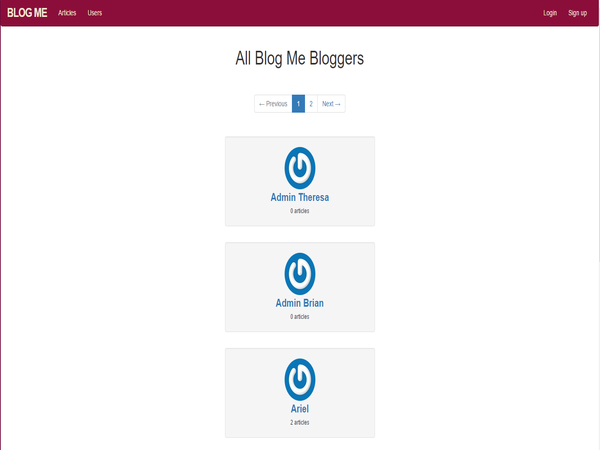 BLOG ME Articles Users Login Sign up
All Blog Me Bloggers
← Previous 1 2 Next →
Admin Theresa
0 articles
Admin Brian
0 articles
Ariel
2 articles